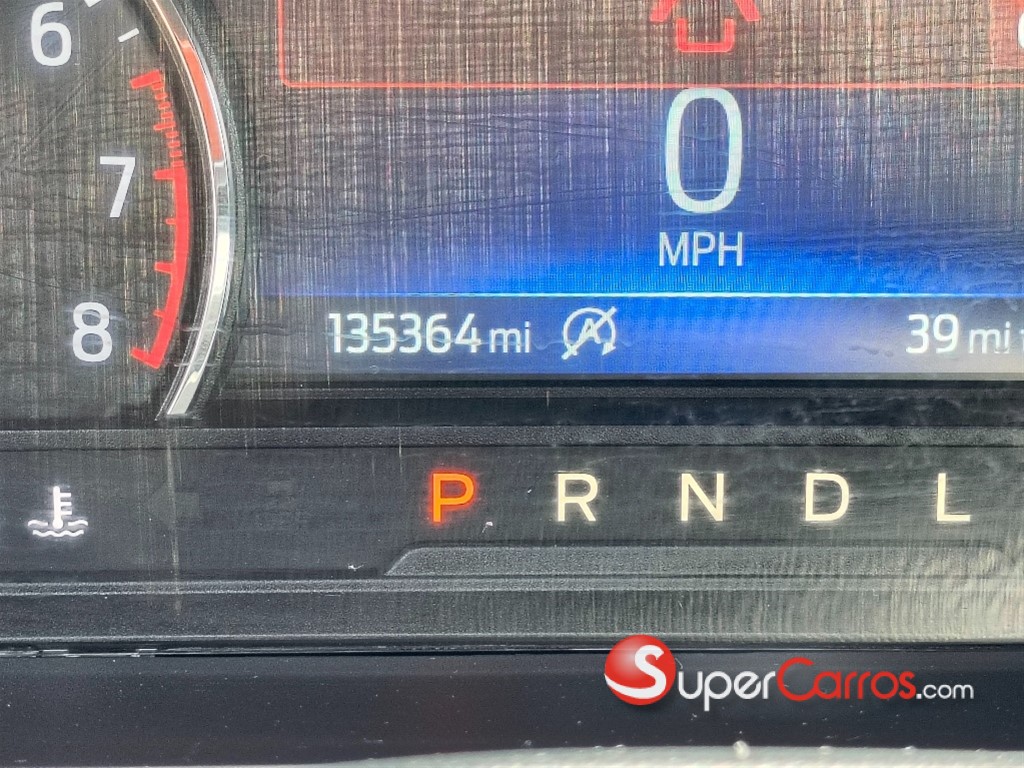 6
7
8
0
MPH
135364 mi
39 mi
P R N D L
SuperCarros.com